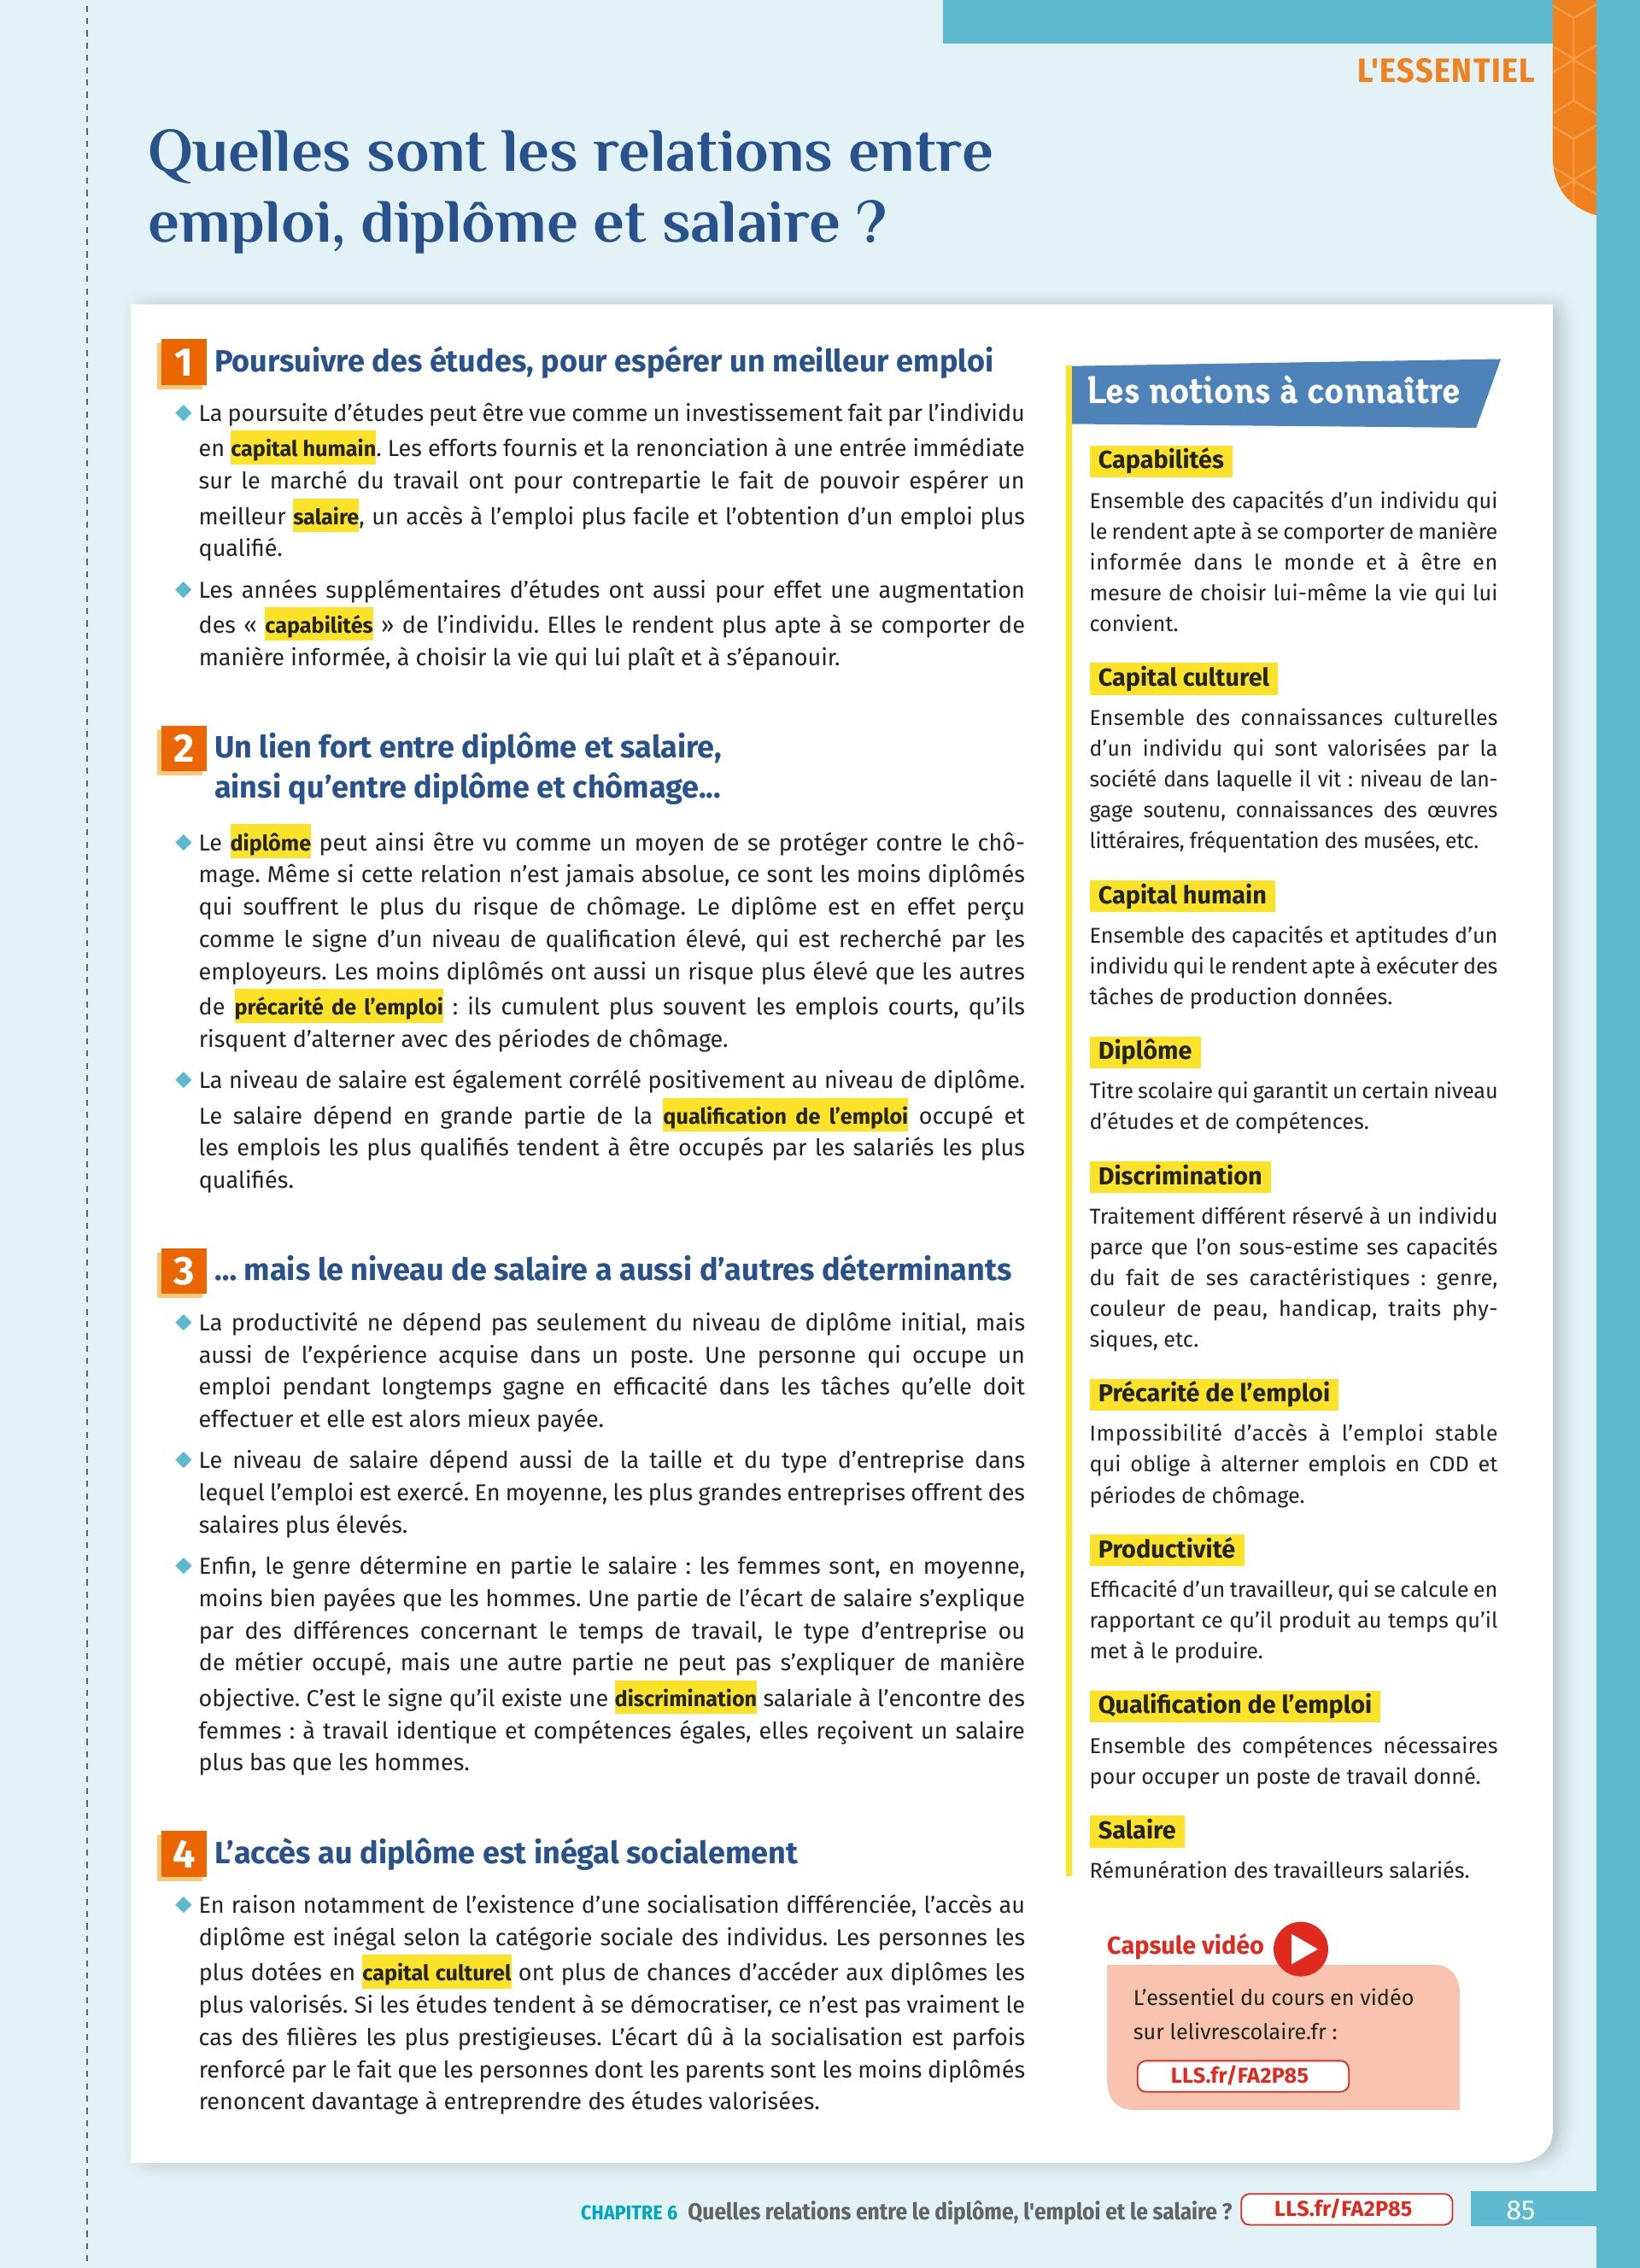 L'ESSENTIEL
Quelles sont les relations entre
emploi, diplôme et salaire ?
1 Poursuivre des études, pour espérer un meilleur emploi
◆ La poursuite d’études peut être vue comme un investissement fait par l’individu
en capital humain. Les efforts fournis et la renonciation à une entrée immédiate
sur le marché du travail ont pour contrepartie le fait de pouvoir espérer un
meilleur salaire, un accès à l’emploi plus facile et l’obtention d’un emploi plus
qualifié.
◆ Les années supplémentaires d’études ont aussi pour effet une augmentation
des « capabilités » de l’individu. Elles le rendent plus apte à se comporter de
manière informée, à choisir la vie qui lui plaît et à s’épanouir.
2 Un lien fort entre diplôme et salaire,
ainsi qu’entre diplôme et chômage...
◆ Le diplôme peut ainsi être vu comme un moyen de se protéger contre le chô-
mage. Même si cette relation n’est jamais absolue, ce sont les moins diplômés
qui souffrent le plus du risque de chômage. Le diplôme est en effet perçu
comme le signe d’un niveau de qualification élevé, qui est recherché par les
employeurs. Les moins diplômés ont aussi un risque plus élevé que les autres
de précarité de l’emploi : ils cumulent plus souvent les emplois courts, qu’ils
risquent d’alterner avec des périodes de chômage.
◆ La niveau de salaire est également corrélé positivement au niveau de diplôme.
Le salaire dépend en grande partie de la qualification de l’emploi occupé et
les emplois les plus qualifiés tendent à être occupés par les salariés les plus
qualifiés.
3 ... mais le niveau de salaire a aussi d’autres déterminants
◆ La productivité ne dépend pas seulement du niveau de diplôme initial, mais
aussi de l’expérience acquise dans un poste. Une personne qui occupe un
emploi pendant longtemps gagne en efficacité dans les tâches qu’elle doit
effectuer et elle est alors mieux payée.
◆ Le niveau de salaire dépend aussi de la taille et du type d’entreprise dans
lequel l’emploi est exercé. En moyenne, les plus grandes entreprises offrent des
salaires plus élevés.
◆ Enfin, le genre détermine en partie le salaire : les femmes sont, en moyenne,
moins bien payées que les hommes. Une partie de l’écart de salaire s’explique
par des différences concernant le temps de travail, le type d’entreprise ou
de métier occupé, mais une autre partie ne peut pas s’expliquer de manière
objective. C’est le signe qu’il existe une discrimination salariale à l’encontre des
femmes : à travail identique et compétences égales, elles reçoivent un salaire
plus bas que les hommes.
4 L’accès au diplôme est inégal socialement
◆ En raison notamment de l’existence d’une socialisation différenciée, l’accès au
diplôme est inégal selon la catégorie sociale des individus. Les personnes les
plus dotées en capital culturel ont plus de chances d’accéder aux diplômes les
plus valorisés. Si les études tendent à se démocratiser, ce n’est pas vraiment le
cas des filières les plus prestigieuses. L’écart dû à la socialisation est parfois
renforcé par le fait que les personnes dont les parents sont les moins diplômés
renoncent davantage à entreprendre des études valorisées.
Les notions à connaître
Capabilités
Ensemble des capacités d’un individu qui
le rendent apte à se comporter de manière
informée dans le monde et à être en
mesure de choisir lui-même la vie qui lui
convient.
Capital culturel
Ensemble des connaissances culturelles
d’un individu qui sont valorisées par la
société dans laquelle il vit : niveau de lan-
gage soutenu, connaissances des œuvres
littéraires, fréquentation des musées, etc.
Capital humain
Ensemble des capacités et aptitudes d’un
individu qui le rendent apte à exécuter des
tâches de production données.
Diplôme
Titre scolaire qui garantit un certain niveau
d’études et de compétences.
Discrimination
Traitement différent réservé à un individu
parce que l’on sous-estime ses capacités
du fait de ses caractéristiques : genre,
couleur de peau, handicap, traits phy-
siques, etc.
Précarité de l’emploi
Impossibilité d’accès à l’emploi stable
qui oblige à alterner emplois en CDD et
périodes de chômage.
Productivité
Efficacité d’un travailleur, qui se calcule en
rapportant ce qu’il produit au temps qu’il
met à le produire.
Qualification de l’emploi
Ensemble des compétences nécessaires
pour occuper un poste de travail donné.
Salaire
Rémunération des travailleurs salariés.
Capsule vidéo
L’essentiel du cours en vidéo
sur lelivrescolaire.fr :
LLS.fr/FA2P85
CHAPITRE 6 Quelles relations entre le diplôme, l'emploi et le salaire ? LLS.fr/FA2P85 85